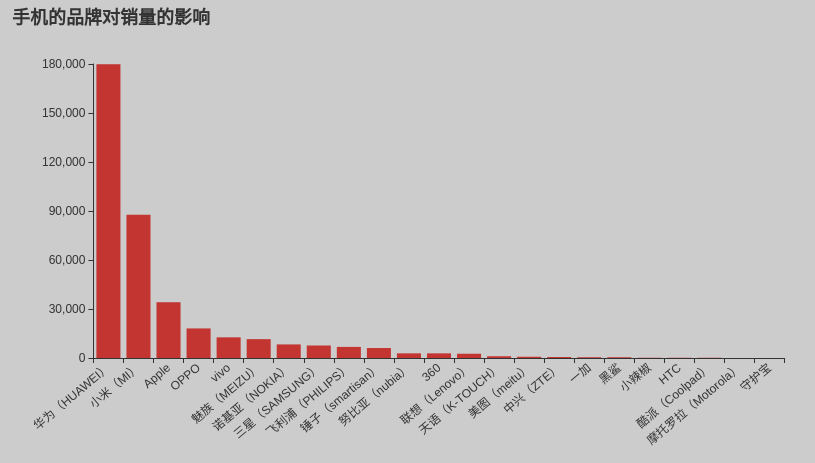 手机的品牌对销量的影响
180,000
150,000
120,000
90,000
60,000
30,000
0
华为（HUAWEI）
小米（MI）
Apple
OPPO
vivo
魅族（MEIZU）
诺基亚（NOKIA）
三星（SAMSUNG）
飞利浦（PHILIPS）
锤子（smartisan）
努比亚（nubia）
360
联想（Lenovo）
天语（K-TOUCH）
美图（meitu）
中兴（ZTE）
一加
黑鲨
小辣椒
HTC
酷派（Coolpad）
摩托罗拉（Motorola）
守护宝